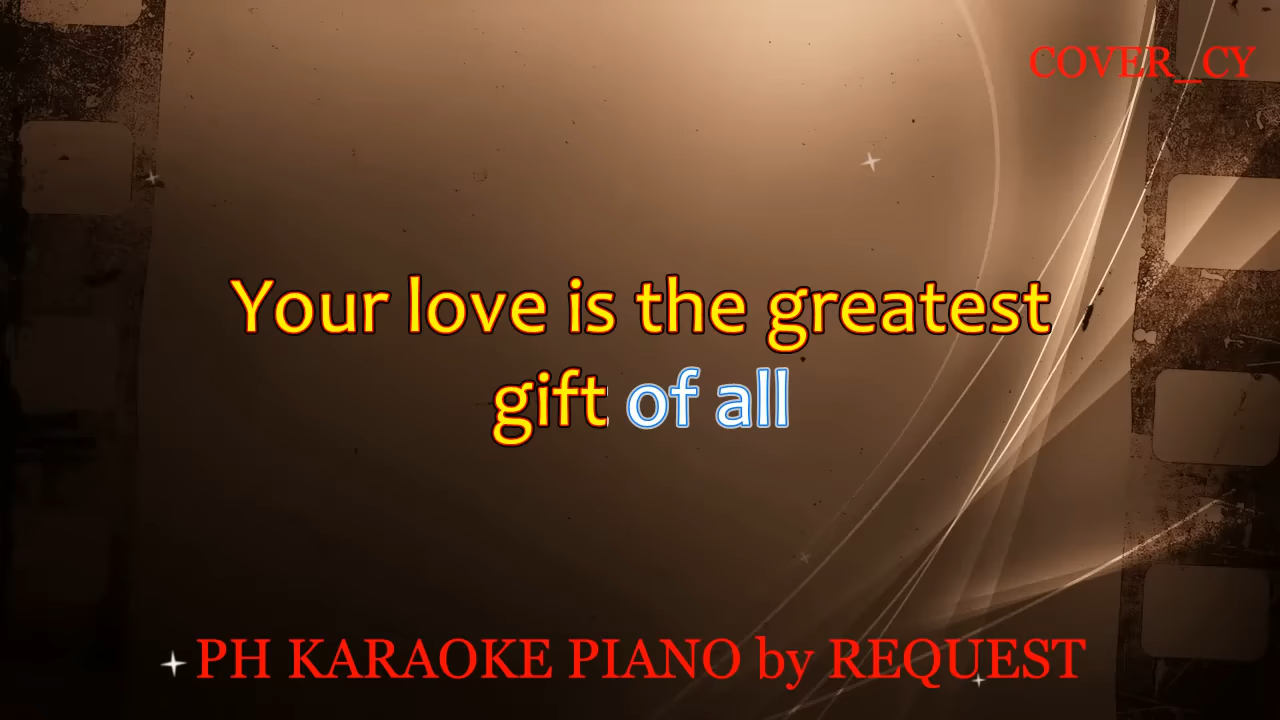 COVER_CY
Your love is the greatest
gift of all
PH KARAOKE PIANO by REQUEST